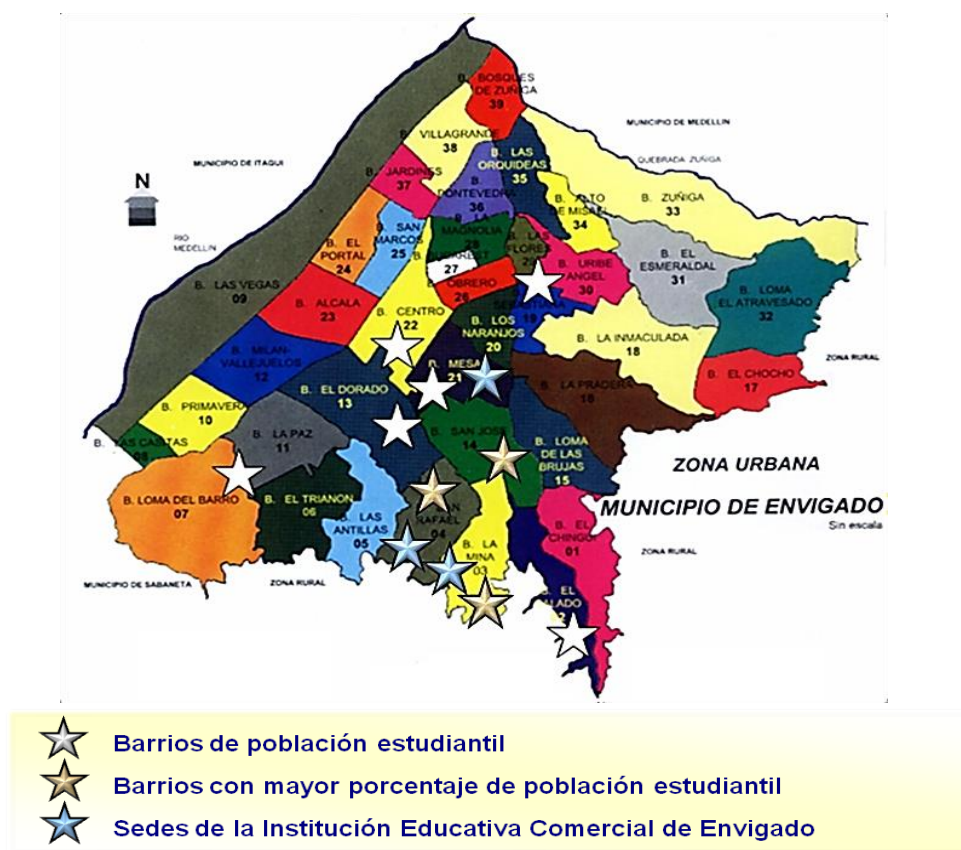 B. BOSQUES
DE ZUÑIGA
39
MUNICIPIO DE MEDELLIN
B. VILLAGRANDE
38
B. LAS
ORQUIDEAS
35
QUEBRADA ZUÑIGA
MUNICIPIO DE ITAGUI
B. JARDINES
37
B.
PONTEVEDRA
36
B. ALTO
DE MISAEL
34
B. ZUÑIGA
33
N
RIO
MEDELLIN
B. SAN
MARCOS
25
B. LA
MAGNOLIA
28
B. LAS
FLORES
29
B. EL
PORTAL
24
B.
27
B. URIBE
ANGEL
30
B. EL
ESMERALDAL
31
B. LAS VEGAS
09
B. OBRERO
26
B. LOMA
EL ATRAVESADO
32
B. ALCALA
23
B. CENTRO
22
19
B. LOS
NARANJOS
20
B. LA INMACULADA
18
B. MILAN-
VALLEJUELOS
12
B. MESA
21
ZONA RURAL
B. EL CHOCHO
17
B. EL DORADO
13
B. LA PRADERA
16
B. PRIMAVERA
10
B. LA PAZ
11
B. SAN JOSE
14
B. LAS CASITAS
08
B. LOMA
DE LAS
BRUJAS
15
ZONA URBANA
B. LOMA DEL BARRO
07
B. EL TRIANON
06
B. LAS
ANTILLAS
05
RAFAEL
04
MUNICIPIO DE ENVIGADO
Sin escala
B. LA
MINA
03
B. EL
CHINGUI
01
ZONA RURAL
MUNICIPIO DE SABANETA
ZONA RURAL
B. EL
Barrios de población estudiantil
Barrios con mayor porcentaje de población estudiantil
Sedes de la Institución Educativa Comercial de Envigado